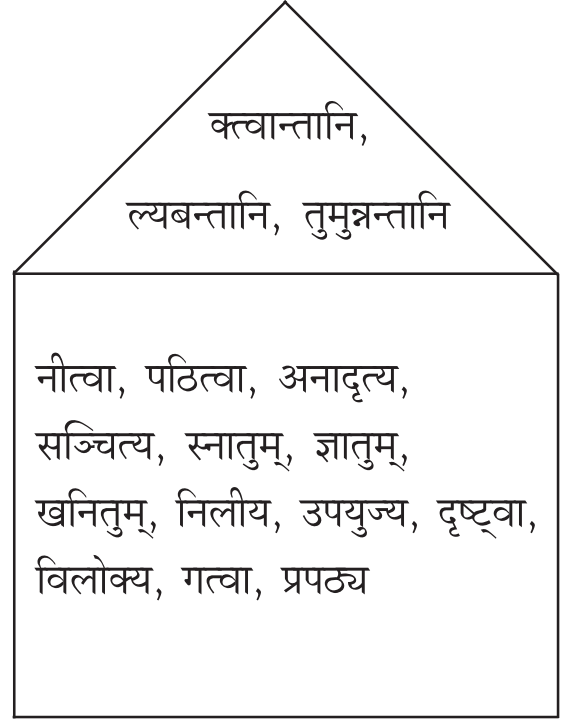 क्त्वान्तानि,
ल्यबन्तानि, तुमुन्नन्तानि
नीत्वा, पठित्वा, अनादृत्य,
सञ्चित्य, स्नातुम्, ज्ञातुम्,
खनितुम्, निलीय, उपयुज्य, दृष्ट्वा,
विलोक्य, गत्वा, प्रपठ्य